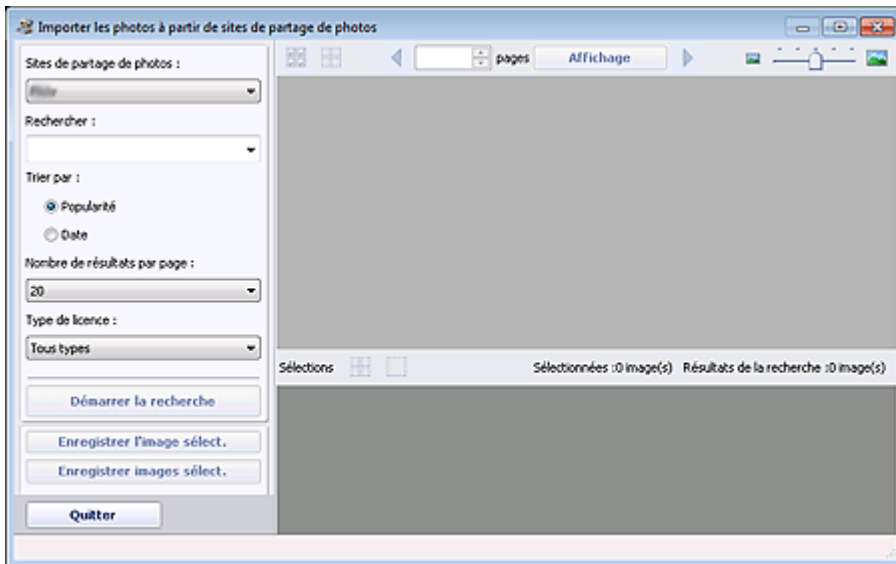 Importer les photos à partir de sites de partage de photos
Sites de partage de photos :
Rechercher :
Trier par :
Popularité
Date
Nombre de résultats par page :
20
Type de licence :
Tous types
Démarrer la recherche
Enregistrer l'image sélect.
Enregistrer images sélect.
Quitter
pages Affichage
Sélections Sélectionnées :0 image(s) Résultats de la recherche :0 image(s)